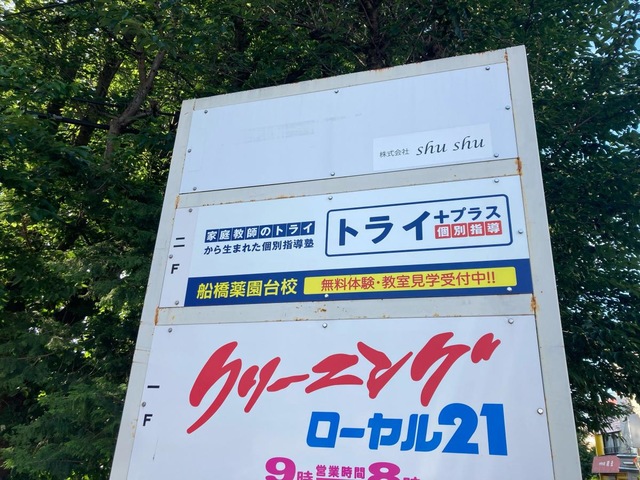 株式会社 shu shu
二F
家庭教師のトライ
から生まれた個別指導塾
トライ+プラス
個別指導
船橋薬園台校
無料体験・教室見学受付中!!
一F
クリーニング
ローヤル21
9時 営業時間 8時